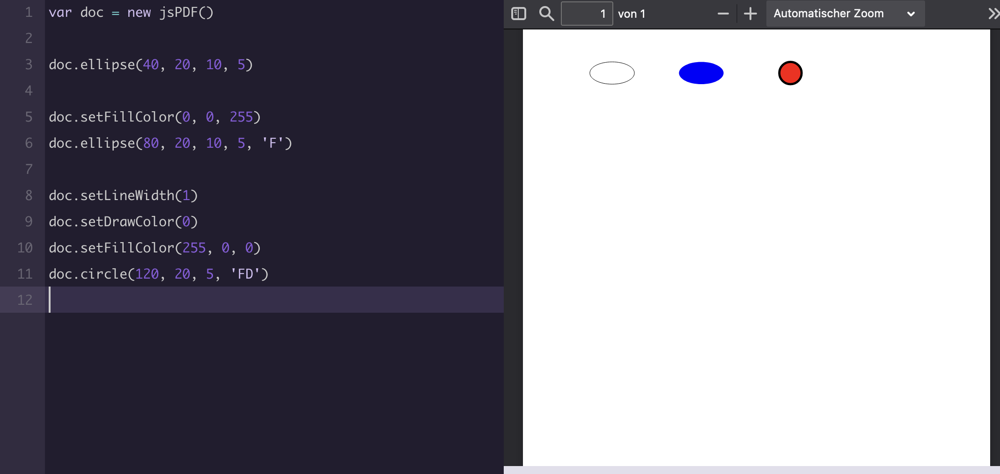 1 var doc = new jsPDF()
2
3 doc.ellipse(40, 20, 10, 5)
4
5 doc.setFillColor(0, 0, 255)
6 doc.ellipse(80, 20, 10, 5, 'F')
7
8 doc.setLineWidth(1)
9 doc.setDrawColor(0)
10 doc.setFillColor(255, 0, 0)
11 doc.circle(120, 20, 5, 'FD')
12
1 von 1 Automatischer Zoom